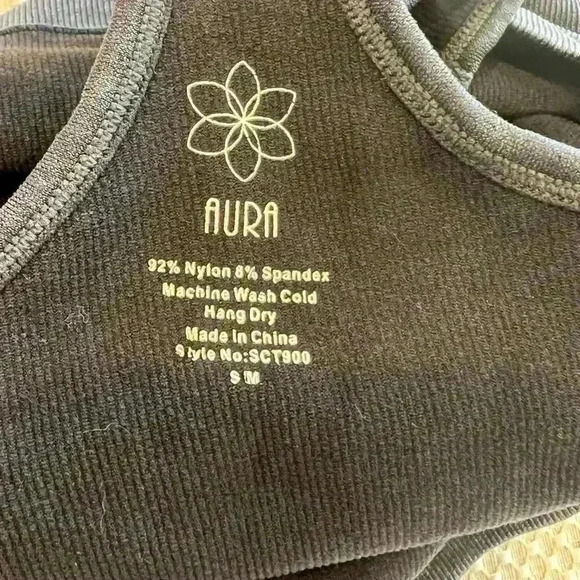 AURA
92% Nylon 8% Spandex
Machine Wash Cold
Hang Dry
Made In China
Style No:SCT900
S/M